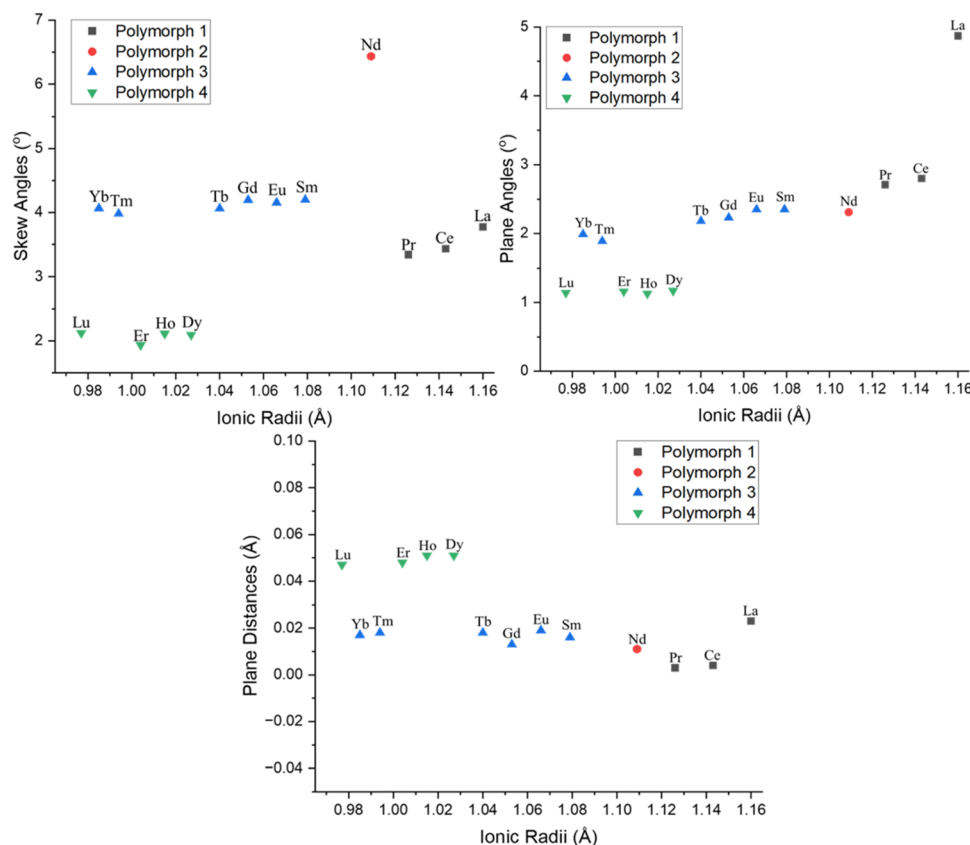 Polymorph 1
Polymorph 2
Polymorph 3
Polymorph 4
7
6
5
4
3
2
Skew Angles (°)
Nd
Yb
Tm
Tb
Gd
Eu
Sm
Pr
Ce
La
Lu
Er
Ho
Dy
0.98 1.00 1.02 1.04 1.06 1.08 1.10 1.12 1.14 1.16
Ionic Radii (Å)
Polymorph 1
Polymorph 2
Polymorph 3
Polymorph 4
5
4
3
2
1
0
Plane Angles (°)
La
Pr
Ce
Nd
Yb
Tm
Tb
Gd
Eu
Sm
Lu
Er
Ho
Dy
0.98 1.00 1.02 1.04 1.06 1.08 1.10 1.12 1.14 1.16
Ionic Radii (Å)
Polymorph 1
Polymorph 2
Polymorph 3
Polymorph 4
0.10
0.08
0.06
0.04
0.02
0.00
−0.02
−0.04
Plane Distances (Å)
Lu
Er
Ho
Dy
Yb
Tm
Tb
Gd
Eu
Sm
Nd
Pr
Ce
La
0.98 1.00 1.02 1.04 1.06 1.08 1.10 1.12 1.14 1.16
Ionic Radii (Å)